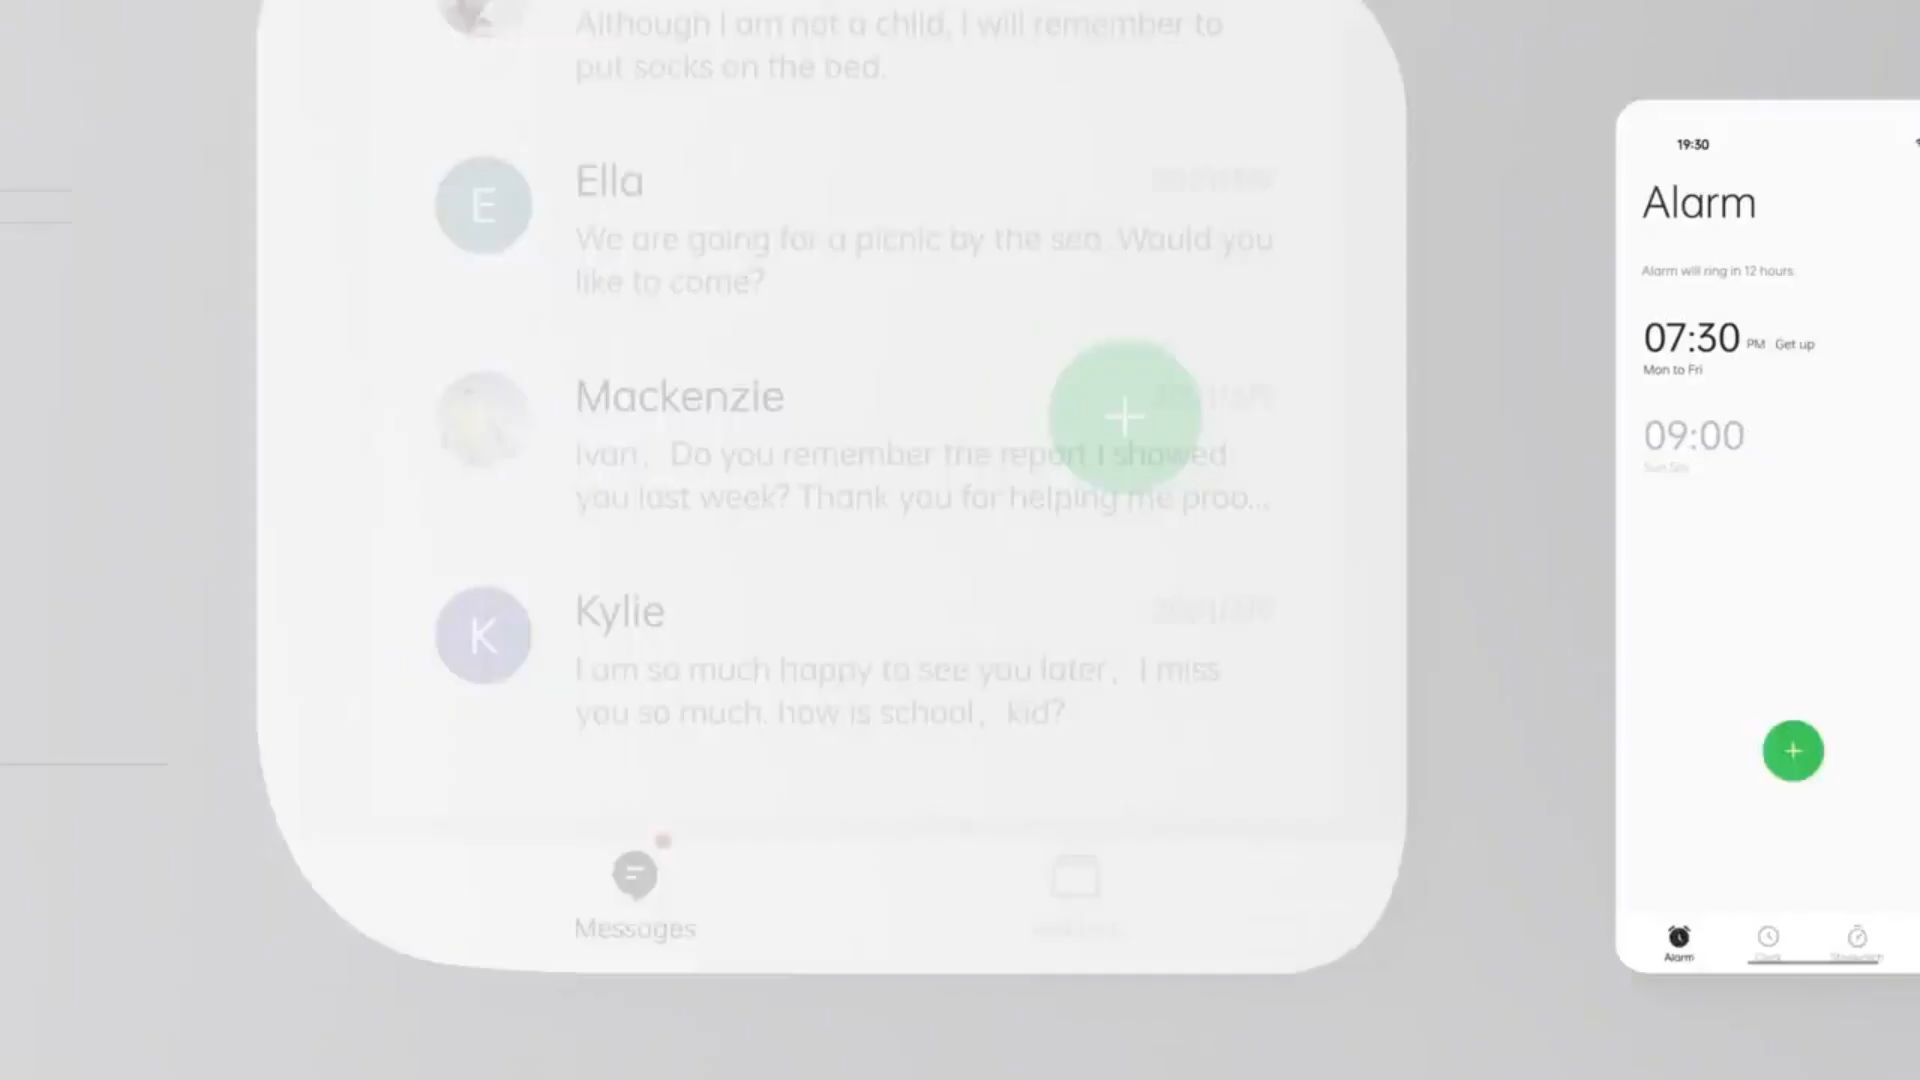 Although I am not a child, I will remember to
put socks on the bed.
E
Ella
We are going for a picnic by the sea. Would you
like to come?
Mackenzie
Ivan， Do you remember the report I showed
you last week? Thank you for helping me proo...
K
Kylie
I am so much happy to see you later， I miss
you so much. how is school， kid?
Messages
19:30
Alarm
Alarm will ring in 12 hours
07:30 PM Get up
Mon to Fri
09:00
Alarm
Clock
Stopwatch